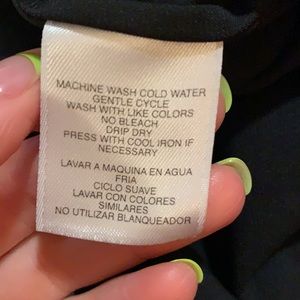 MACHINE WASH COLD WATER
GENTLE CYCLE
WASH WITH LIKE COLORS
NO BLEACH
DRIP DRY
PRESS WITH COOL IRON IF
NECESSARY
LAVAR A MAQUINA EN AGUA
FRIA
CICLO SUAVE
LAVAR CON COLORES
SIMILARES
NO UTILIZAR BLANQUEADOR